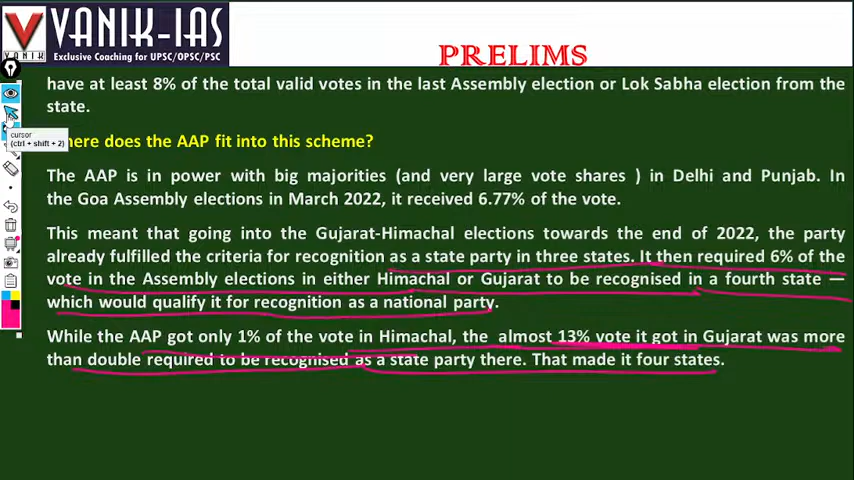 VANIK-IAS
Exclusive Coaching for UPSC/OPSC/PSC
VANIK
PRELIMS
have at least 8% of the total valid votes in the last Assembly election or Lok Sabha election from the
state.
cursor
(ctrl + shift + 2)
here does the AAP fit into this scheme?
The AAP is in power with big majorities (and very large vote shares ) in Delhi and Punjab. In
the Goa Assembly elections in March 2022, it received 6.77% of the vote.
This meant that going into the Gujarat-Himachal elections towards the end of 2022, the party
already fulfilled the criteria for recognition as a state party in three states. It then required 6% of the
vote in the Assembly elections in either Himachal or Gujarat to be recognised in a fourth state —
which would qualify it for recognition as a national party.
While the AAP got only 1% of the vote in Himachal, the almost 13% vote it got in Gujarat was more
than double required to be recognised as a state party there. That made it four states.